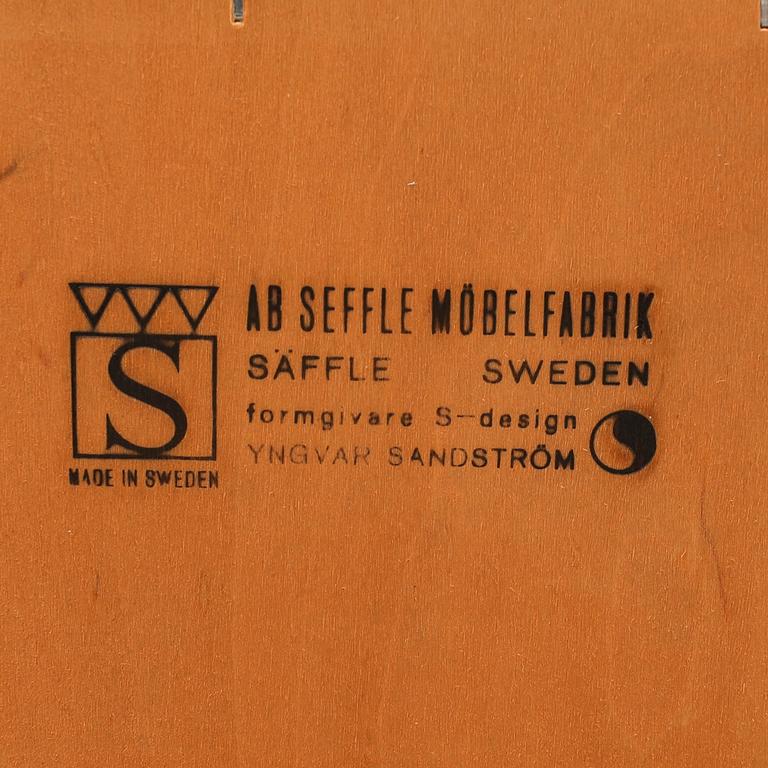 AB SEFFLE MÖBELFABRIK
SÄFFLE SWEDEN
formgivare S-design
YNGVAR SANDSTRÖM
S
MADE IN SWEDEN